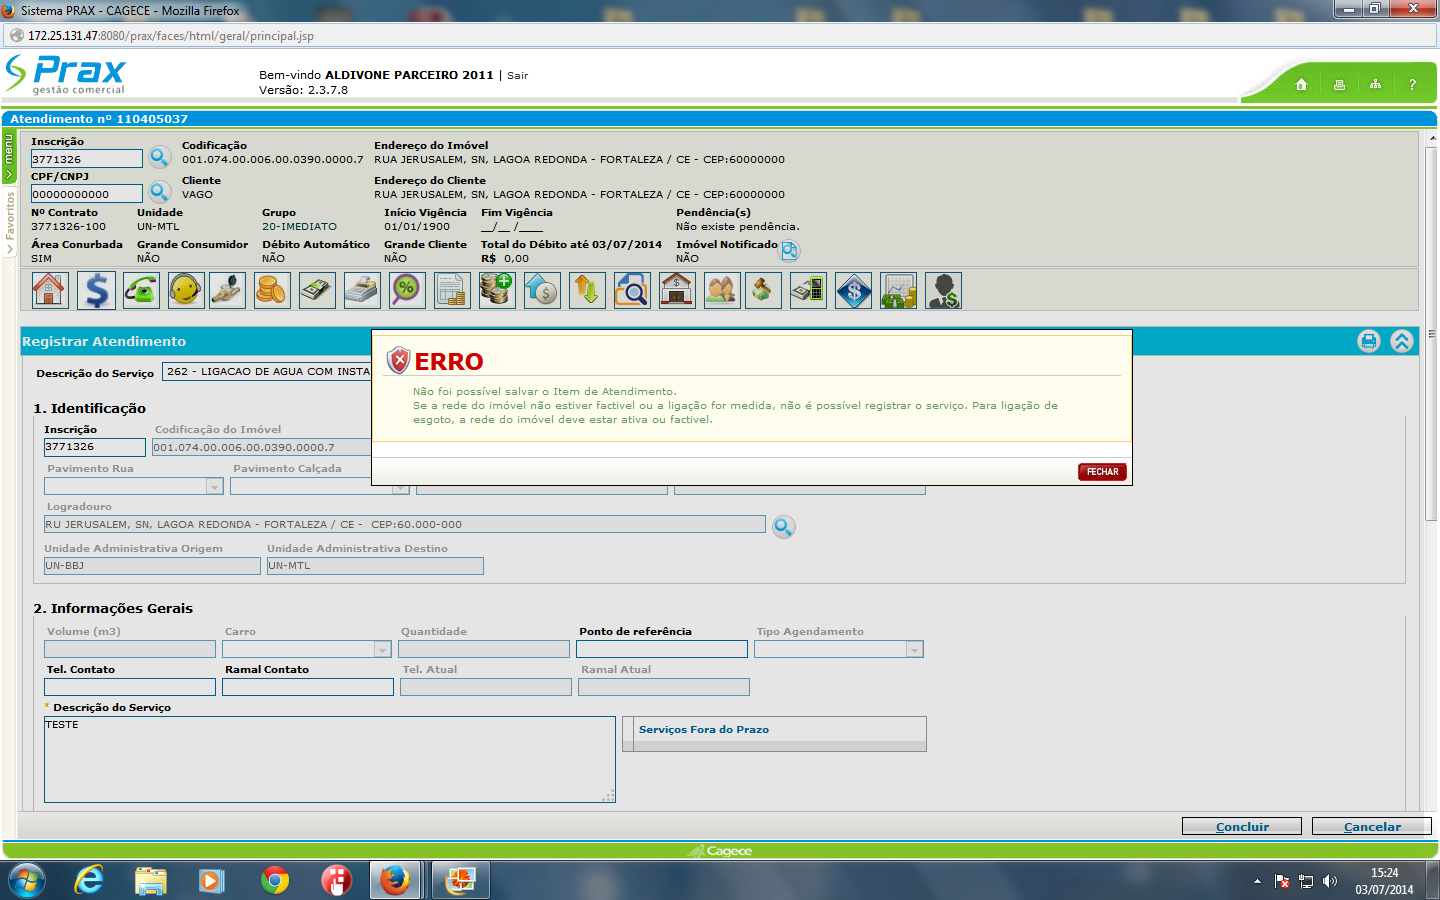 Sistema PRAX - CAGECE - Mozilla Firefox
172.25.131.47:8080/prax/faces/html/geral/principal.jsp
Prax
gestão comercial
Bem-vindo ALDIVONE PARCEIRO 2011 | Sair
Versão: 2.3.7.8
?
Atendimento nº 110405037
menu
Favoritos
Inscrição
3771326
Codificação
001.074.00.006.00.0390.0000.7
Endereço do Imóvel
RUA JERUSALEM, SN, LAGOA REDONDA - FORTALEZA / CE - CEP:60000000
CPF/CNPJ
00000000000
Cliente
VAGO
Endereço do Cliente
RUA JERUSALEM, SN, LAGOA REDONDA - FORTALEZA / CE - CEP:60000000
Nº Contrato Unidade Grupo Início Vigência Fim Vigência Pendência(s)
3771326-100 UN-MTL 20-IMEDIATO 01/01/1900 __/__ /____ Não existe pendência.
Área Conurbada Grande Consumidor Débito Automático Grande Cliente Total do Débito até 03/07/2014 Imóvel Notificado
SIM NÃO NÃO NÃO R$ 0,00 NÃO
Registrar Atendimento
Descrição do Serviço 262 - LIGACAO DE AGUA COM INSTA
ERRO
Não foi possível salvar o Item de Atendimento.
Se a rede do imóvel não estiver factivel ou a ligação for medida, não é possível registrar o serviço. Para ligação de
esgoto, a rede do imóvel deve estar ativa ou factivel.
FECHAR
1. Identificação
Inscrição Codificação do Imóvel
3771326 001.074.00.006.00.0390.0000.7
Pavimento Rua Pavimento Calçada
Logradouro
RU JERUSALEM, SN, LAGOA REDONDA - FORTALEZA / CE - CEP:60.000-000
Unidade Administrativa Origem Unidade Administrativa Destino
UN-BBJ UN-MTL
2. Informações Gerais
Volume (m3) Carro Quantidade Ponto de referência Tipo Agendamento
Tel. Contato Ramal Contato Tel. Atual Ramal Atual
* Descrição do Serviço
TESTE
Serviços Fora do Prazo
Concluir Cancelar
Cagece
15:24
03/07/2014